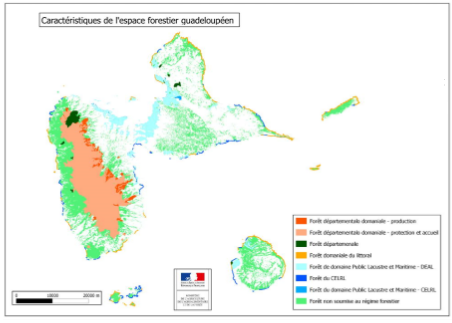 Caractéristiques de l'espace forestier guadeloupéen
Forêt départementale domaniale - production
Forêt départementale domaniale - protection et accueil
Forêt départementale
Forêt domaniale du littoral
Forêt de domaine Public Lacustre et Maritime - DEAL
Forêt du CELRL
Forêt du domaine Public Lacustre et Maritime - CELRL
Forêt non soumise au régime forestier
0 10000 20000 m